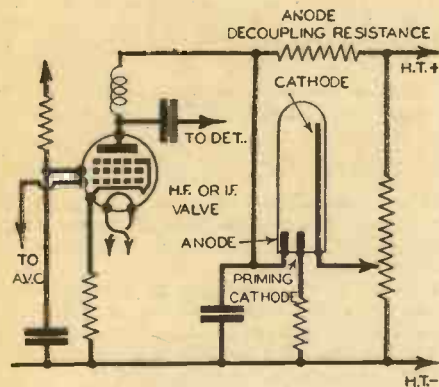 ANODE
DECOUPLING RESISTANCE
H.T.+
CATHODE
TO DET..
H.F. OR I.F.
VALVE
ANODE
TO
A.V.C
PRIMING
CATHODE
H.T.-